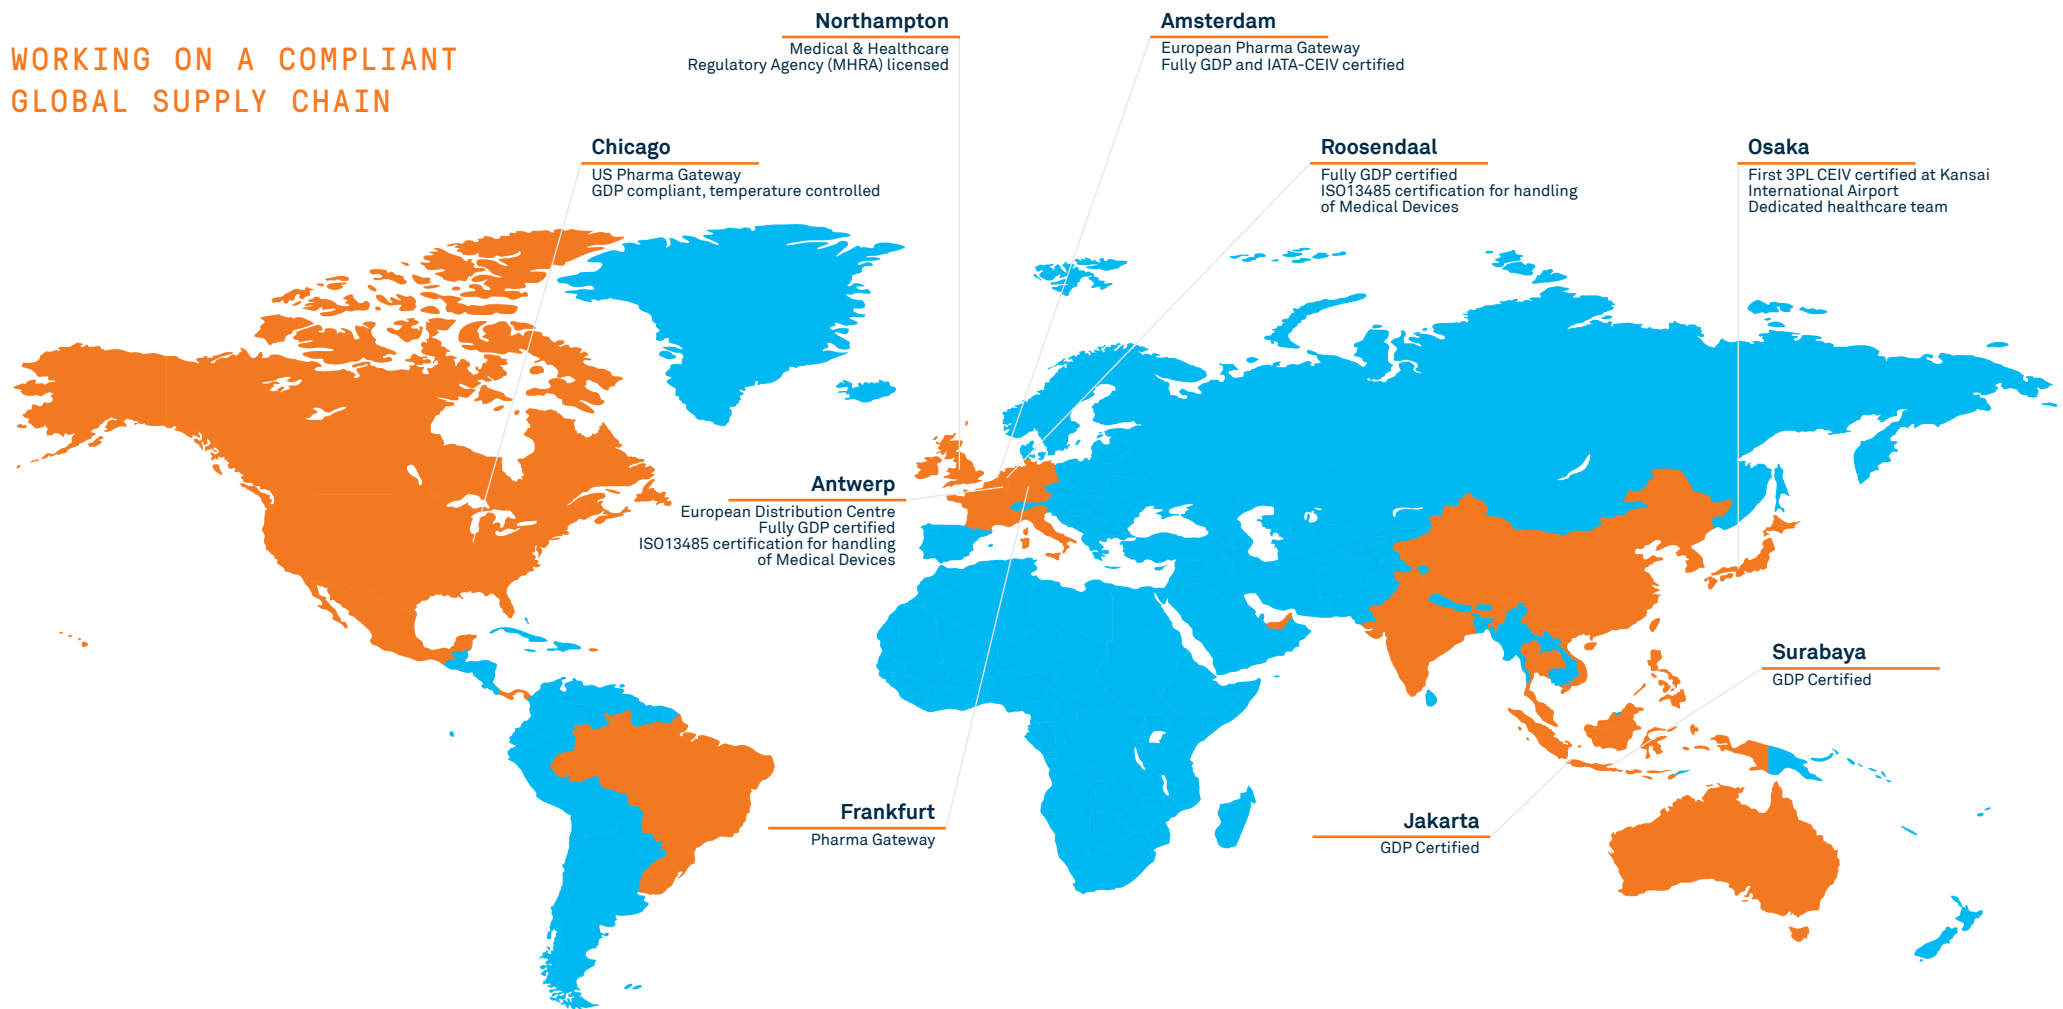 WORKING ON A COMPLIANT
GLOBAL SUPPLY CHAIN
Northampton
Medical & Healthcare
Regulatory Agency (MHRA) licensed
Amsterdam
European Pharma Gateway
Fully GDP and IATA-CEIV certified
Chicago
US Pharma Gateway
GDP compliant, temperature controlled
Roosendaal
Fully GDP certified
ISO13485 certification for handling
of Medical Devices
Osaka
First 3PL CEIV certified at Kansai
International Airport
Dedicated healthcare team
Antwerp
European Distribution Centre
Fully GDP certified
ISO13485 certification for handling
of Medical Devices
Surabaya
GDP Certified
Frankfurt
Pharma Gateway
Jakarta
GDP Certified